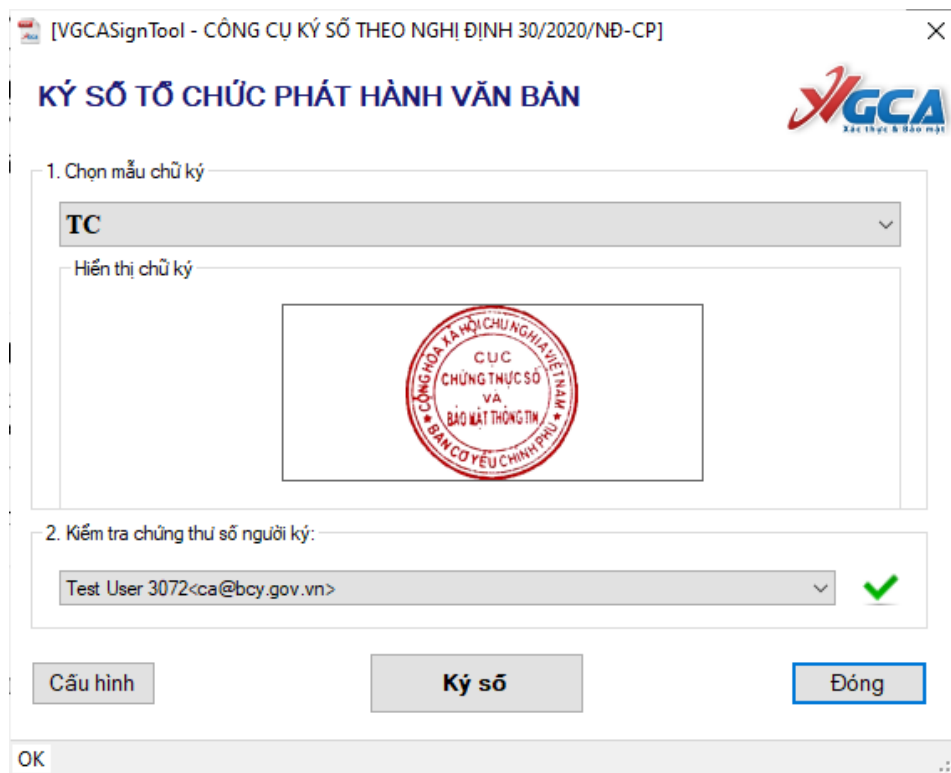 [VGCASignTool - CÔNG CỤ KÝ SỐ THEO NGHỊ ĐỊNH 30/2020/NĐ-CP]
KÝ SỐ TỔ CHỨC PHÁT HÀNH VĂN BẢN
VGCA
Xác thực & Bảo mật
1. Chọn mẫu chữ ký
TC
Hiển thị chữ ký
CỘNG HÒA XÃ HỘI CHỦ NGHĨA VIỆT NAM
CỤC
CHỨNG THỰC SỐ
VÀ
BẢO MẬT THÔNG TIN
BAN CƠ YẾU CHÍNH PHỦ
2. Kiểm tra chứng thư số người ký:
Test User 3072<ca@bcy.gov.vn>
Cấu hình
Ký số
Đóng
OK